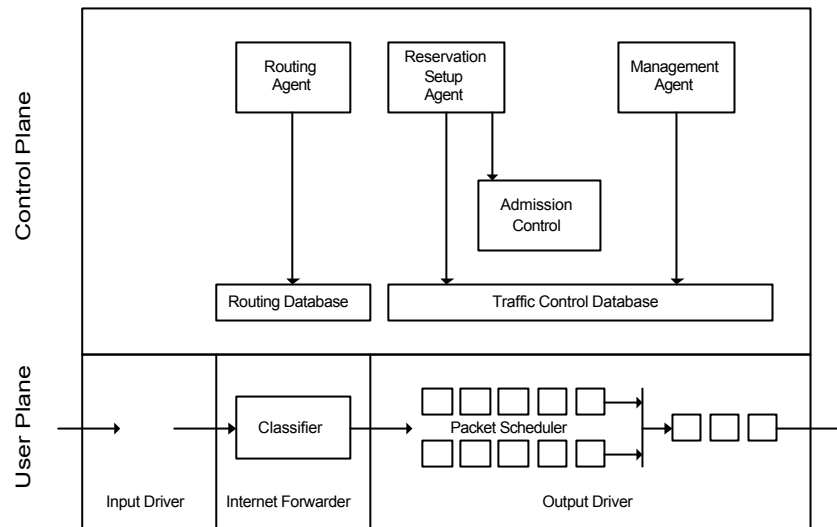 Control Plane
Routing
Agent
Reservation
Setup
Agent
Management
Agent
Admission
Control
Routing Database
Traffic Control Database
User Plane
Classifier
Packet Scheduler
Input Driver
Internet Forwarder
Output Driver